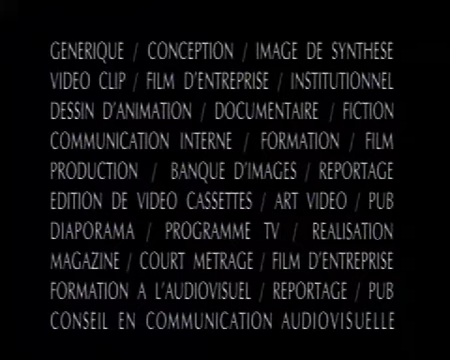 GENERIQUE / CONCEPTION / IMAGE DE SYNTHESE
VIDEO CLIP / FILM D'ENTREPRISE / INSTITUTIONNEL
DESSIN D'ANIMATION / DOCUMENTAIRE / FICTION
COMMUNICATION INTERNE / FORMATION / FILM
PRODUCTION / BANQUE D'IMAGES / REPORTAGE
EDITION DE VIDEO CASSETTES / ART VIDEO / PUB
DIAPORAMA / PROGRAMME TV / REALISATION
MAGAZINE / COURT METRAGE / FILM D'ENTREPRISE
FORMATION A L'AUDIOVISUEL / REPORTAGE / PUB
CONSEIL EN COMMUNICATION AUDIOVISUELLE